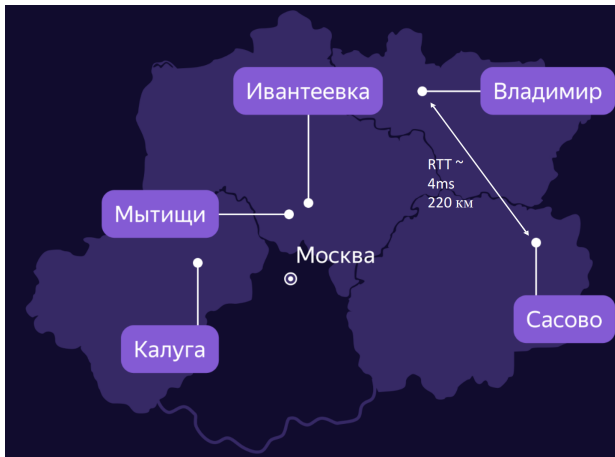 Ивантеевка
Владимир
RTT ~
4ms
220 км
Мытищи
Москва
Сасово
Калуга